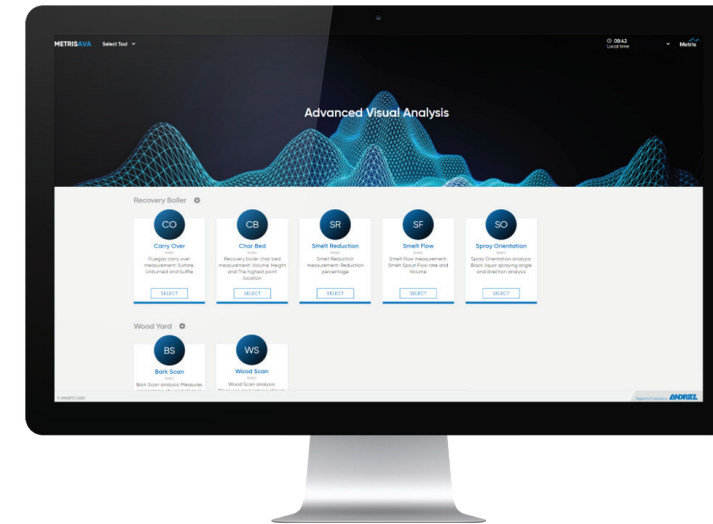 METRISAVA Select Tool
08:42
Local time
Metris
Advanced Visual Analysis
Recovery Boiler
CO
CB
SR
SF
SO
Carry Over
Char Bed
Smelt Reduction
Smelt Flow
Spray Orientation
Fluegas carry over
measurement: Sulfate,
Unburned and Sulfite
Recovery boiler char bed
measurement: Volume, Height
and The highest point
location
Smelt Reduction
measurement: Reduction
percentage
Smelt Flow measurement:
Smelt Spout Flow rate and
Volume
Spray Orientation analysis:
Black liquor spraying angle
and direction analysis
SELECT
SELECT
SELECT
SELECT
SELECT
Wood Yard
BS
WS
Bark Scan
Wood Scan
Bark Scan analysis: Measures
Wood Scan analysis:
© ANDRITZ 2020
ANDRITZ